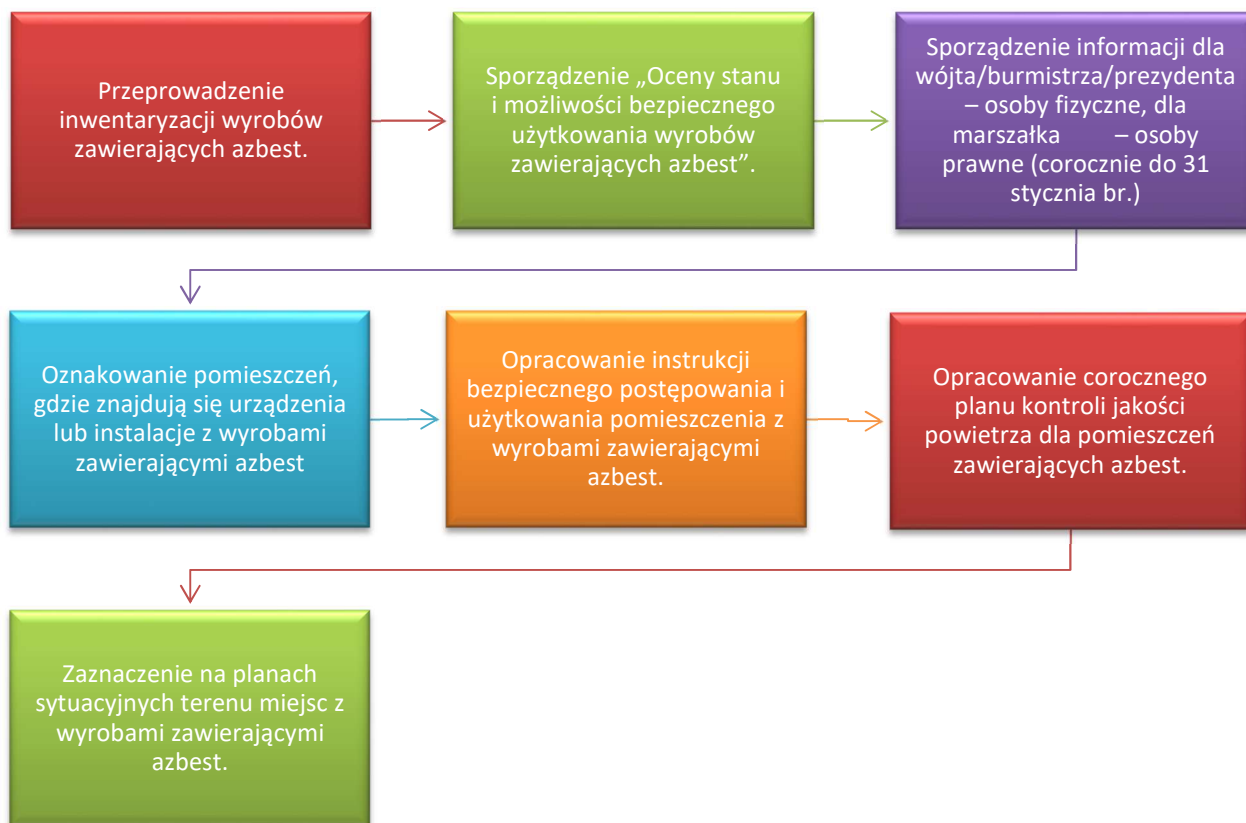 Przeprowadzenie
inwentaryzacji wyrobów
zawierających azbest.
Sporządzenie „Oceny stanu
i możliwości bezpiecznego
użytkowania wyrobów
zawierających azbest”.
Sporządzenie informacji dla
wójta/burmistrza/prezydenta
– osoby fizyczne, dla
marszałka – osoby
prawne (corocznie do 31
stycznia br.)
Oznakowanie pomieszczeń,
gdzie znajdują się urządzenia
lub instalacje z wyrobami
zawierającymi azbest
Opracowanie instrukcji
bezpiecznego postępowania i
użytkowania pomieszczenia z
wyrobami zawierającymi
azbest.
Opracowanie corocznego
planu kontroli jakości
powietrza dla pomieszczeń
zawierających azbest.
Zaznaczenie na planach
sytuacyjnych terenu miejsc z
wyrobami zawierającymi
azbest.